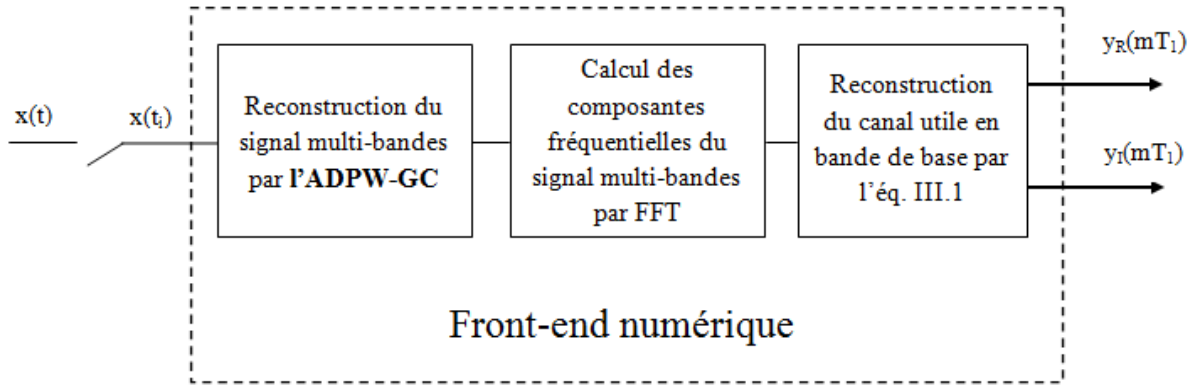 x(t)
x(tᵢ)
Reconstruction du
signal multi-bandes
par l'ADPW-GC
Calcul des
composantes
fréquentielles du
signal multi-bandes
par FFT
Reconstruction
du canal utile en
bande de base par
l'éq. III.1
y_R(mT₁)
y_I(mT₁)
Front-end numérique